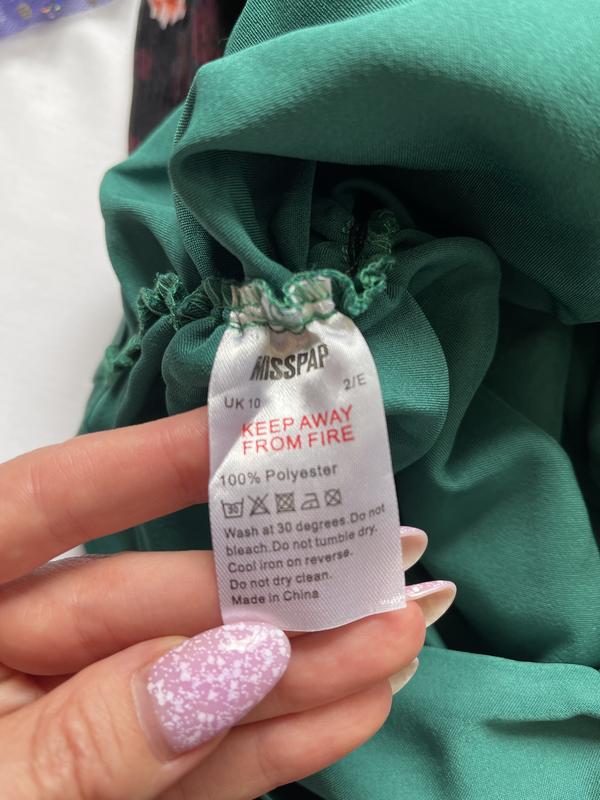 MISSPAP
UK 10 2/E
KEEP AWAY
FROM FIRE
100% Polyester
30
Wash at 30 degrees.Do not
bleach.Do not tumble dry.
Cool iron on reverse.
Do not dry clean.
Made in China